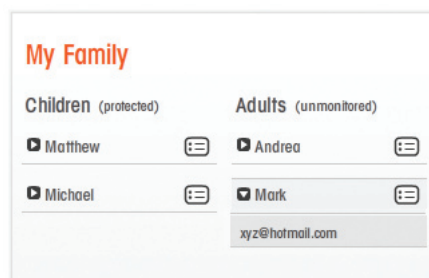 My Family
Children (protected)
Matthew
Michael
Adults (unmonitored)
Andrea
Mark
xyz@hotmail.com